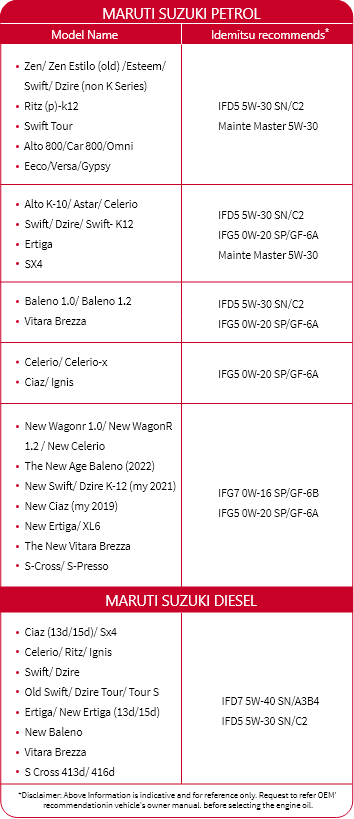 MARUTI SUZUKI PETROL
Model Name
Idemitsu recommends*
• Zen/ Zen Estilo (old) /Esteem/
Swift/ Dzire (non K Series)
• Ritz (p)-k12
• Swift Tour
• Alto 800/Car 800/Omni
• Eeco/Versa/Gypsy
IFD5 5W-30 SN/C2
Mainte Master 5W-30
• Alto K-10/ Astar/ Celerio
• Swift/ Dzire/ Swift- K12
• Ertiga
• SX4
IFD5 5W-30 SN/C2
IFG5 0W-20 SP/GF-6A
Mainte Master 5W-30
• Baleno 1.0/ Baleno 1.2
• Vitara Brezza
IFD5 5W-30 SN/C2
IFG5 0W-20 SP/GF-6A
• Celerio/ Celerio-x
• Ciaz/ Ignis
IFG5 0W-20 SP/GF-6A
• New Wagonr 1.0/ New WagonR
1.2 / New Celerio
• The New Age Baleno (2022)
• New Swift/ Dzire K-12 (my 2021)
• New Ciaz (my 2019)
• New Ertiga/ XL6
• The New Vitara Brezza
• S-Cross/ S-Presso
IFG7 0W-16 SP/GF-6B
IFG5 0W-20 SP/GF-6A
MARUTI SUZUKI DIESEL
• Ciaz (13d/15d)/ Sx4
• Celerio/ Ritz/ Ignis
• Swift/ Dzire
• Old Swift/ Dzire Tour/ Tour S
• Ertiga/ New Ertiga (13d/15d)
• New Baleno
• Vitara Brezza
• S Cross 413d/ 416d
IFD7 5W-40 SN/A3B4
IFD5 5W-30 SN/C2
*Disclaimer: Above Information is indicative and for reference only. Request to refer OEM'
recommendationin vehicle's owner manual. before selecting the engine oil.